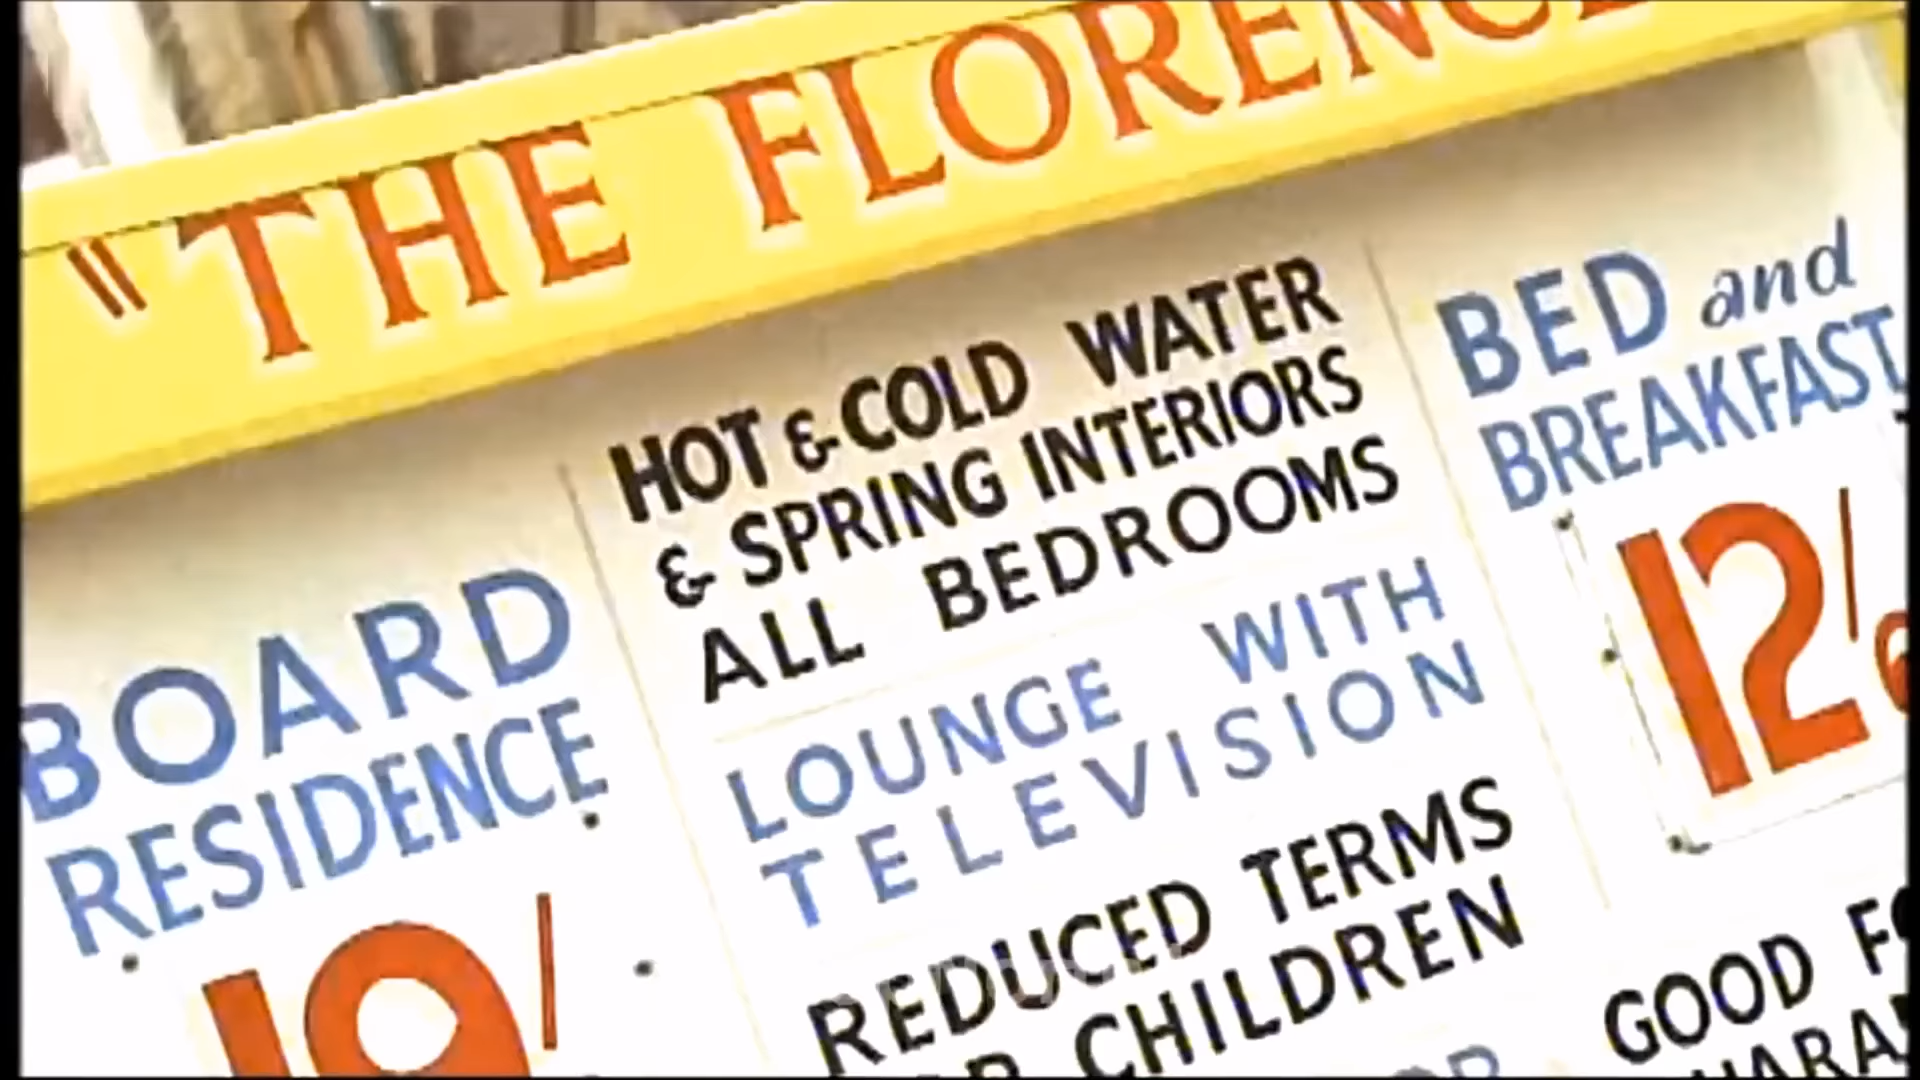 "THE FLORENC
BOARD
RESIDENCE
HOT & COLD WATER
& SPRING INTERIORS
ALL BEDROOMS
LOUNGE WITH
TELEVISION
REDUCED TERMS
CHILDREN
BED and
BREAKFAST
12/
GOOD